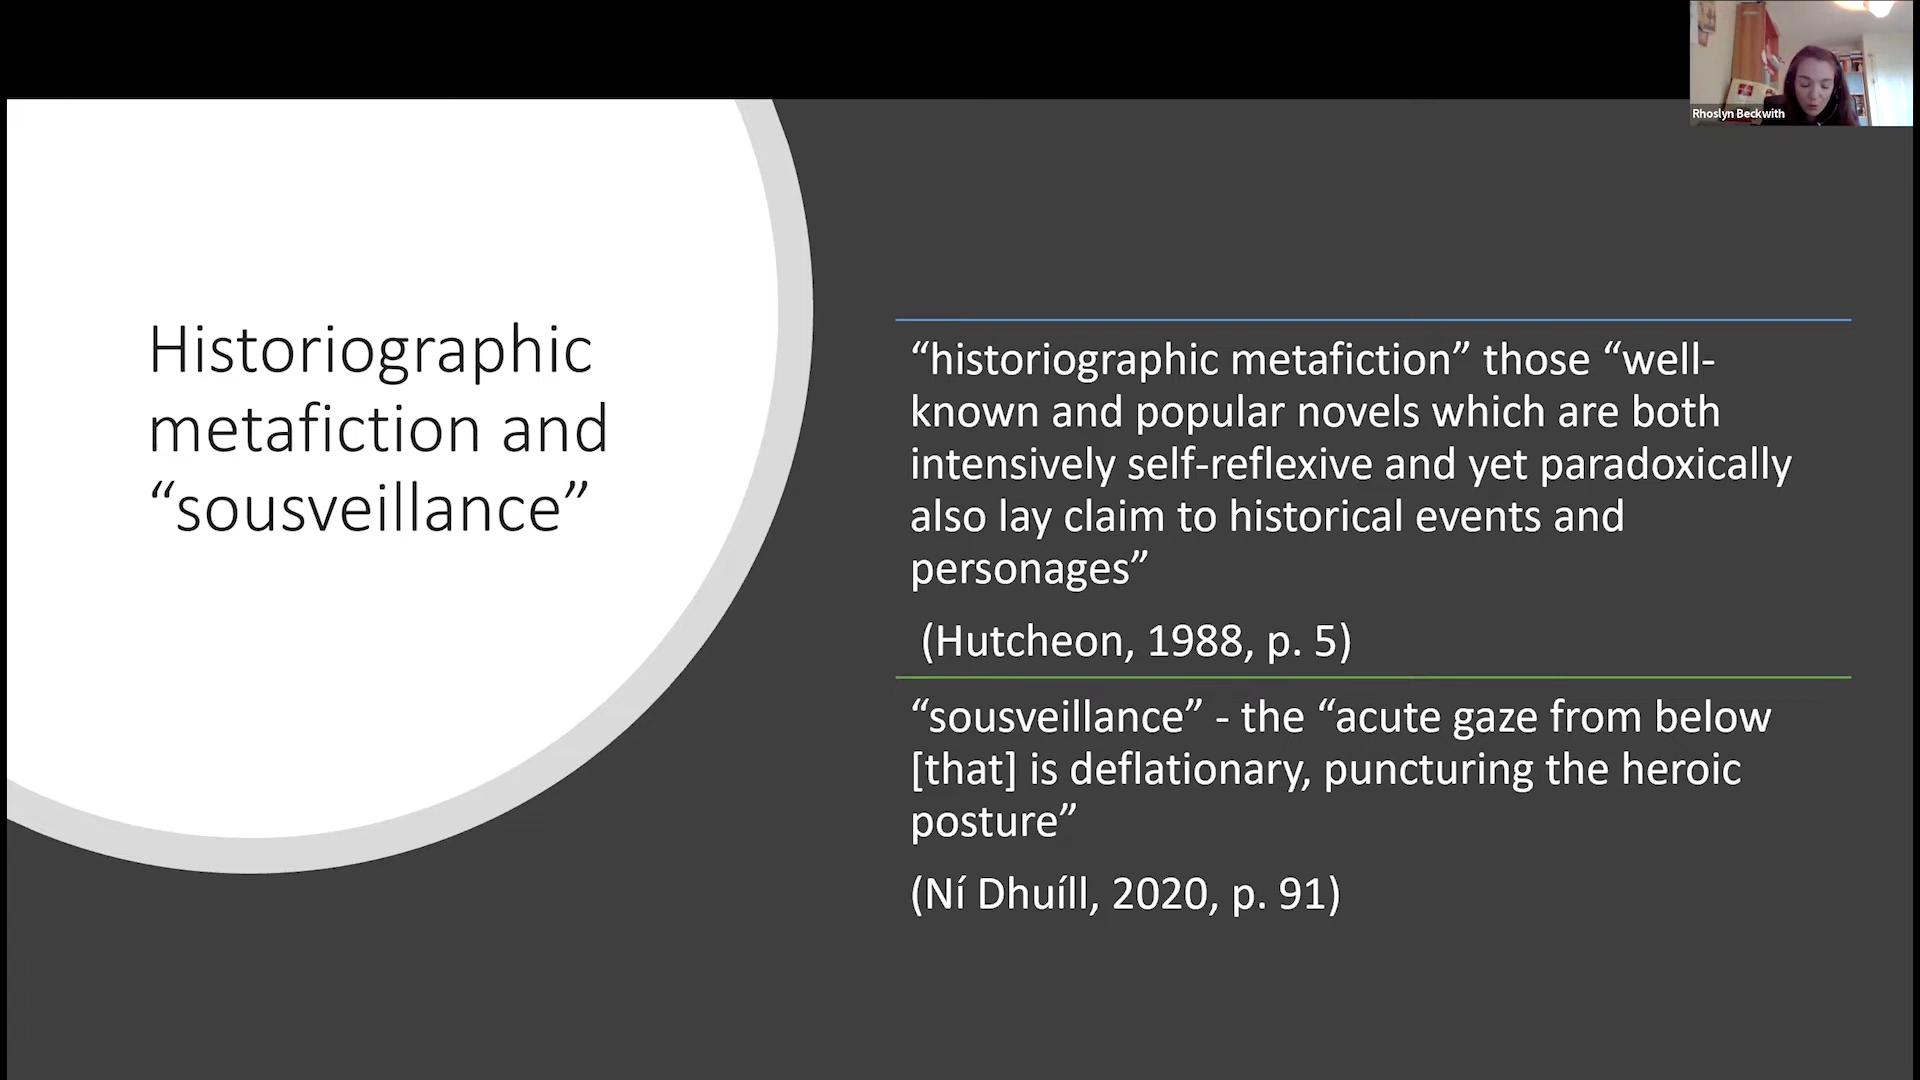 Rhoslyn Beckwith
Historiographic
metafiction and
“sousveillance”
“historiographic metafiction” those “well-
known and popular novels which are both
intensively self-reflexive and yet paradoxically
also lay claim to historical events and
personages”
(Hutcheon, 1988, p. 5)
“sousveillance” - the “acute gaze from below
[that] is deflationary, puncturing the heroic
posture”
(Ní Dhuíll, 2020, p. 91)